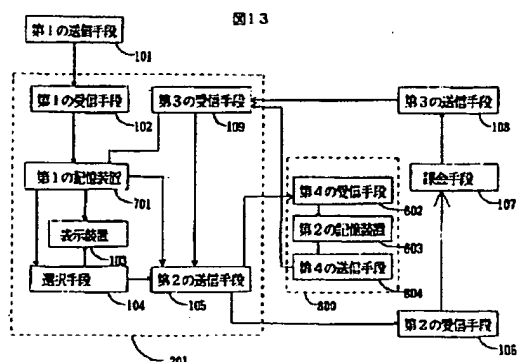 図13
第1の送信手段
101
第1の受信手段
102
第3の受信手段
109
第3の送信手段
108
第1の記憶装置
701
第4の受信手段
802
課金手段
107
表示装置
103
第2の記憶装置
803
選択手段
104
第2の送信手段
105
第4の送信手段
804
800
第2の受信手段
106
201